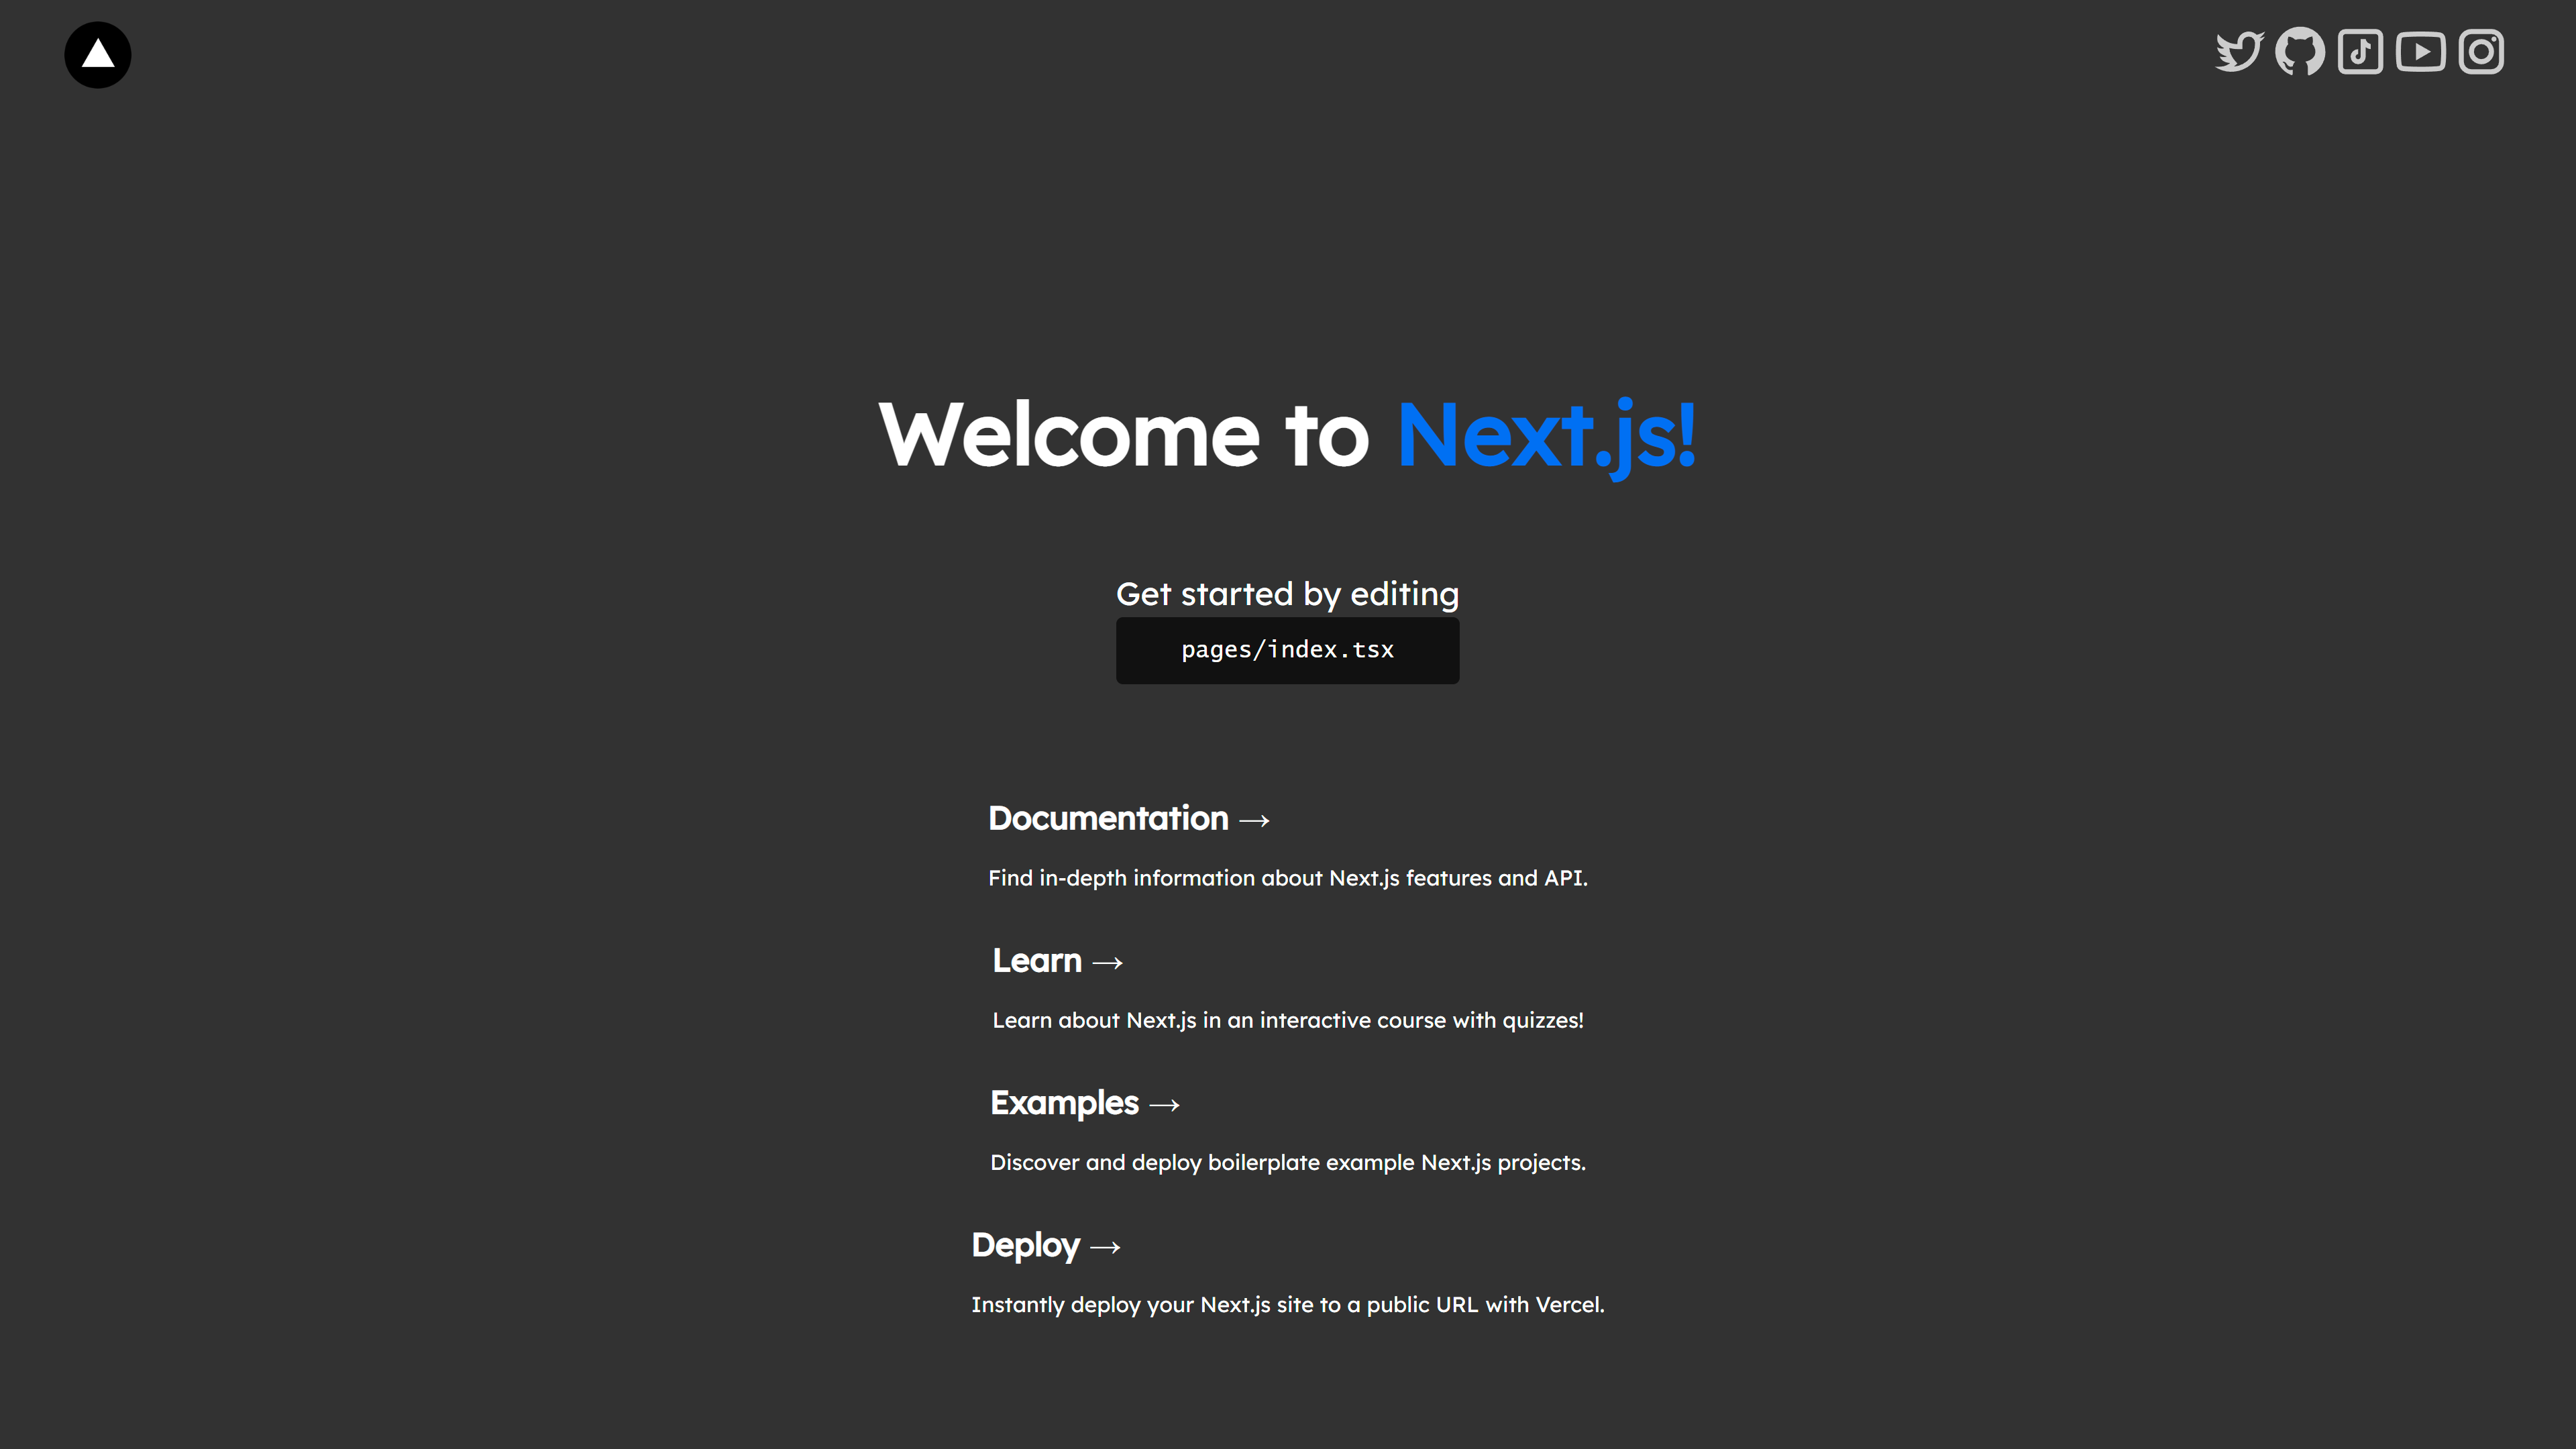 Welcome to Next.js!
Get started by editing
pages/index.tsx
Documentation →
Find in-depth information about Next.js features and API.
Learn →
Learn about Next.js in an interactive course with quizzes!
Examples →
Discover and deploy boilerplate example Next.js projects.
Deploy →
Instantly deploy your Next.js site to a public URL with Vercel.